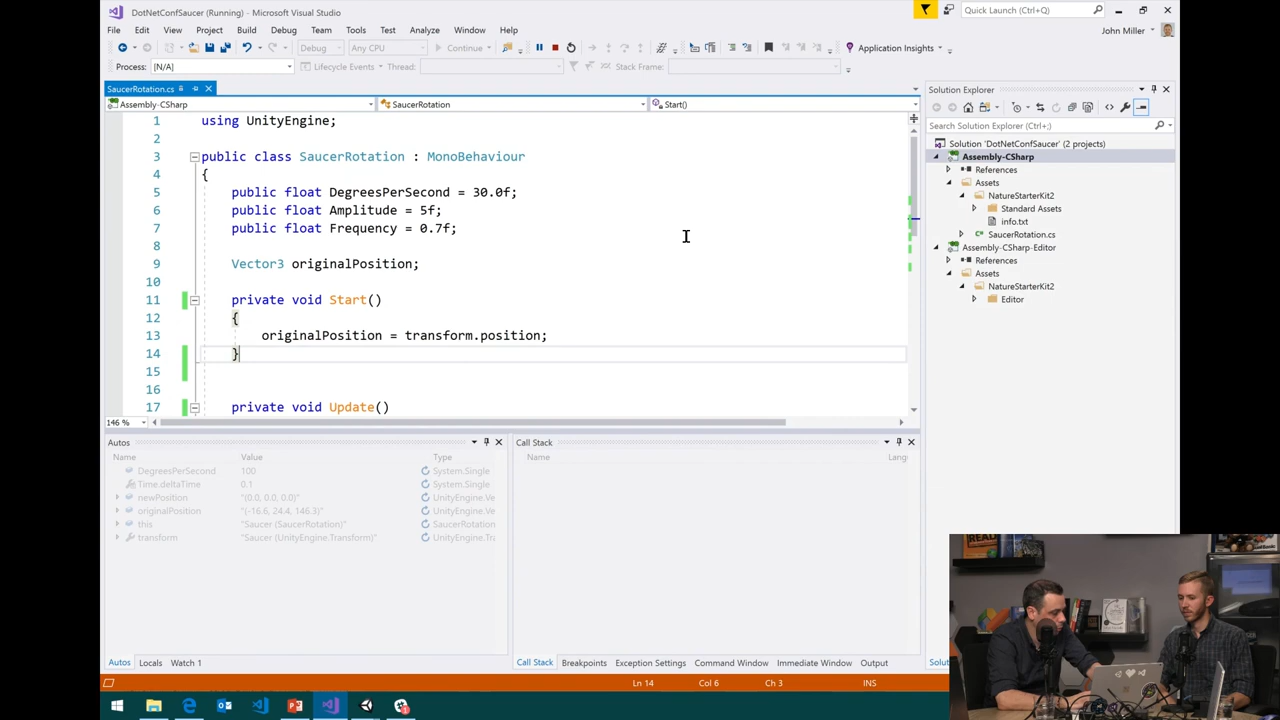 DotNetConfSaucer (Running) - Microsoft Visual Studio
Quick Launch (Ctrl+Q)
File Edit View Project Build Debug Team Tools Test Analyze Window Help
John Miller
Debug Any CPU Continue Application Insights
Process: [N/A] Lifecycle Events Thread: Stack Frame:
SaucerRotation.cs
Assembly-CSharp SaucerRotation Start()
1 using UnityEngine;
2
3 public class SaucerRotation : MonoBehaviour
4 {
5 public float DegreesPerSecond = 30.0f;
6 public float Amplitude = 5f;
7 public float Frequency = 0.7f;
8
9 Vector3 originalPosition;
10
11 private void Start()
12 {
13 originalPosition = transform.position;
14 }
15
16
17 private void Update()
146 %
Solution Explorer
Search Solution Explorer (Ctrl+;)
Solution 'DotNetConfSaucer' (2 projects)
Assembly-CSharp
References
Assets
NatureStarterKit2
Standard Assets
info.txt
SaucerRotation.cs
Assembly-CSharp-Editor
References
Assets
NatureStarterKit2
Editor
Autos
Name Value Type
DegreesPerSecond 100 System.Single
Time.deltaTime 0.1 System.Single
newPosition "(0.0, 0.0, 0.0)" UnityEngine.Ve
originalPosition "(-16.6, 24.4, 146.3)" UnityEngine.Ve
this "Saucer (SaucerRotation)" SaucerRotation
transform "Saucer (UnityEngine.Transform)" UnityEngine.Tra
Autos Locals Watch 1
Call Stack
Name Lang
Call Stack Breakpoints Exception Settings Command Window Immediate Window Output
Solut
Ln 14 Col 6 Ch 3 INS